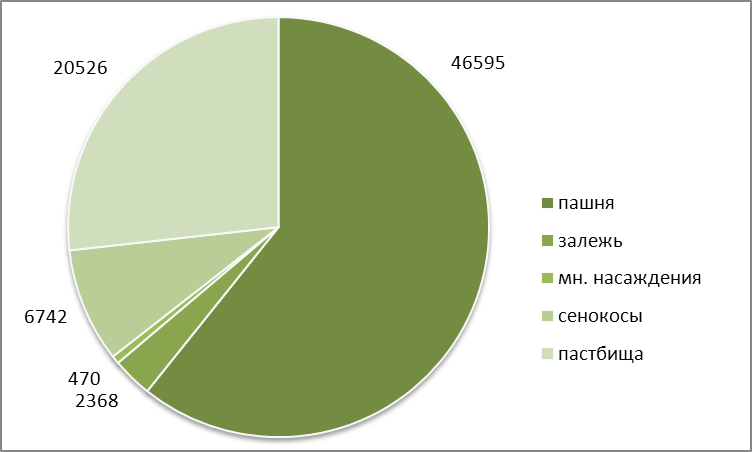 20526
46595
6742
470
2368
пашня
залежь
мн. насаждения
сенокосы
пастбища